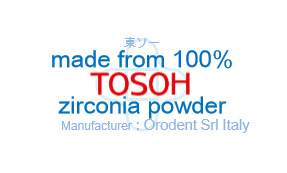 東ソー
made from 100%
TOSOH
zirconia powder
Manufacturer : Orodent Srl Italy